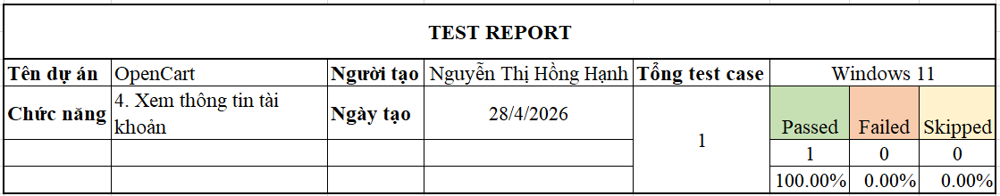 TEST REPORT
Tên dự án OpenCart Người tạo Nguyễn Thị Hồng Hạnh Tổng test case Windows 11
Chức năng 4. Xem thông tin tài khoản Ngày tạo 28/4/2026 1 Passed Failed Skipped
1 0 0
100.00% 0.00% 0.00%